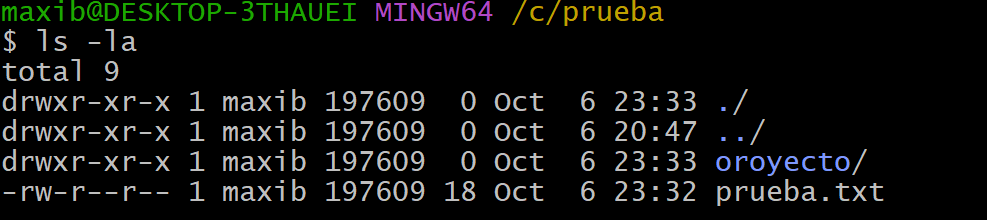 maxib@DESKTOP-3THAUEI MINGW64 /c/prueba
$ ls -la
total 9
drwxr-xr-x 1 maxib 197609  0 Oct  6 23:33 ./
drwxr-xr-x 1 maxib 197609  0 Oct  6 20:47 ../
drwxr-xr-x 1 maxib 197609  0 Oct  6 23:33 oroyecto/
-rw-r--r-- 1 maxib 197609 18 Oct  6 23:32 prueba.txt